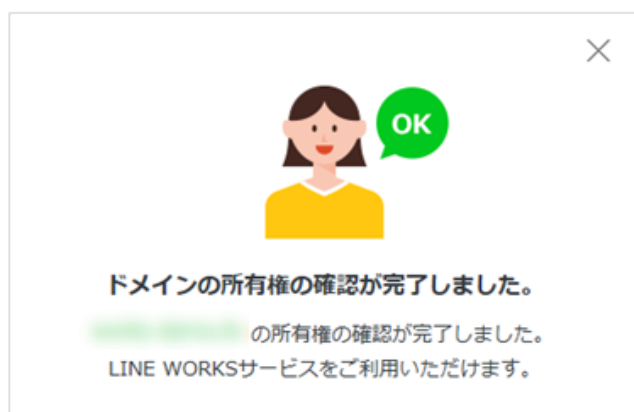 OK
ドメインの所有権の確認が完了しました。
の所有権の確認が完了しました。
LINE WORKSサービスをご利用いただけます。